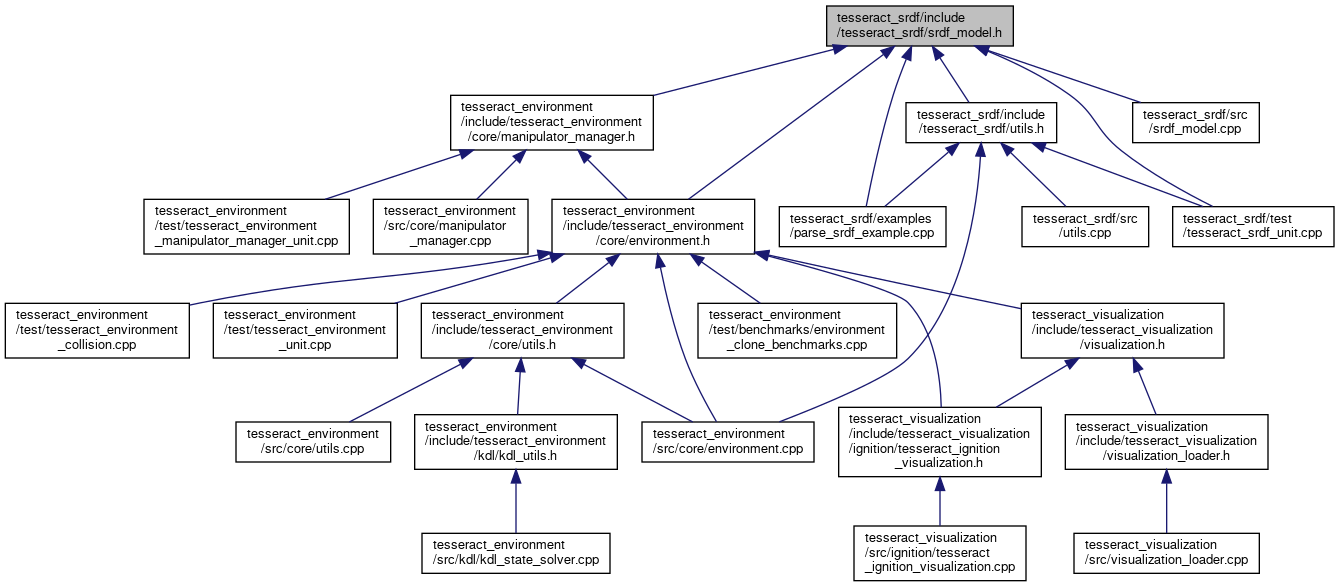 tesseract_srdf/include
/tesseract_srdf/srdf_model.h
tesseract_environment
/include/tesseract_environment
/core/manipulator_manager.h
tesseract_srdf/include
/tesseract_srdf/utils.h
tesseract_srdf/src
/srdf_model.cpp
tesseract_environment
/test/tesseract_environment
_manipulator_manager_unit.cpp
tesseract_environment
/src/core/manipulator
_manager.cpp
tesseract_environment
/include/tesseract_environment
/core/environment.h
tesseract_srdf/examples
/parse_srdf_example.cpp
tesseract_srdf/src
/utils.cpp
tesseract_srdf/test
/tesseract_srdf_unit.cpp
tesseract_environment
/test/tesseract_environment
_collision.cpp
tesseract_environment
/test/tesseract_environment
_unit.cpp
tesseract_environment
/include/tesseract_environment
/core/utils.h
tesseract_environment
/test/benchmarks/environment
_clone_benchmarks.cpp
tesseract_visualization
/include/tesseract_visualization
/visualization.h
tesseract_environment
/src/core/utils.cpp
tesseract_environment
/include/tesseract_environment
/kdl/kdl_utils.h
tesseract_environment
/src/core/environment.cpp
tesseract_visualization
/include/tesseract_visualization
/ignition/tesseract_ignition
_visualization.h
tesseract_visualization
/include/tesseract_visualization
/visualization_loader.h
tesseract_environment
/src/kdl/kdl_state_solver.cpp
tesseract_visualization
/src/ignition/tesseract
_ignition_visualization.cpp
tesseract_visualization
/src/visualization_loader.cpp